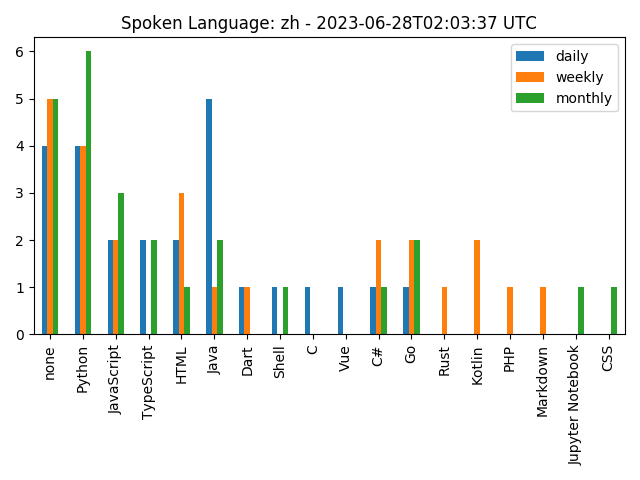 Spoken Language: zh - 2023-06-28T02:03:37 UTC
daily
weekly
monthly
6
5
4
3
2
1
0
none
Python
JavaScript
TypeScript
HTML
Java
Dart
Shell
C
Vue
C#
Go
Rust
Kotlin
PHP
Markdown
Jupyter Notebook
CSS